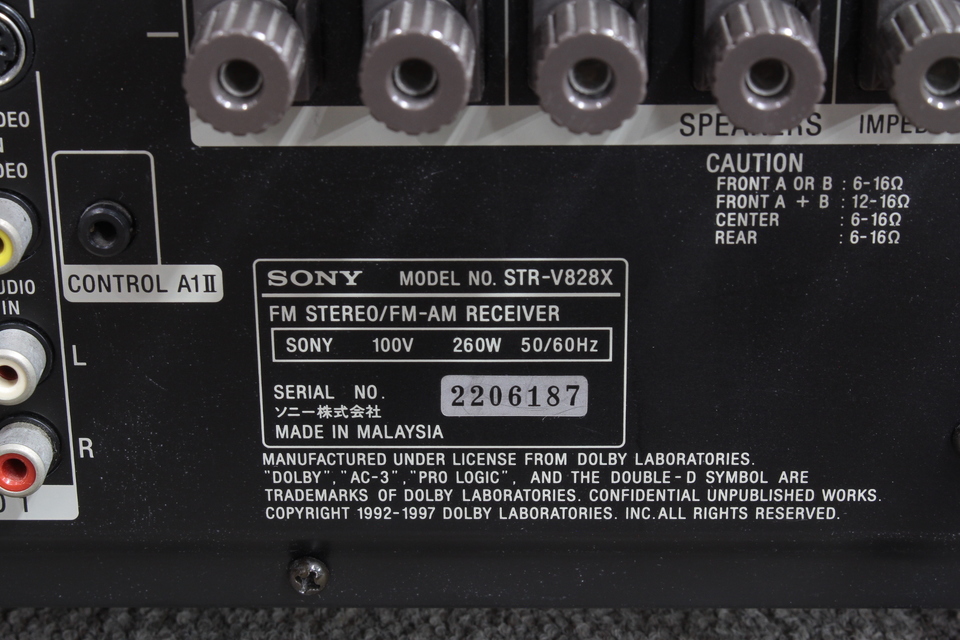 SPEAKERS
CAUTION
FRONT A OR B : 6-16Ω
FRONT A + B : 12-16Ω
CENTER : 6-16Ω
REAR : 6-16Ω
CONTROL A1Ⅱ
IN
L
R
SONY MODEL NO. STR-V828X
FM STEREO/FM-AM RECEIVER
SONY 100V 260W 50/60Hz
SERIAL NO. 2206187
ソニー株式会社
MADE IN MALAYSIA
MANUFACTURED UNDER LICENSE FROM DOLBY LABORATORIES.
"DOLBY", "AC-3", "PRO LOGIC", AND THE DOUBLE-D SYMBOL ARE
TRADEMARKS OF DOLBY LABORATORIES. CONFIDENTIAL UNPUBLISHED WORKS.
COPYRIGHT 1992-1997 DOLBY LABORATORIES. INC. ALL RIGHTS RESERVED.